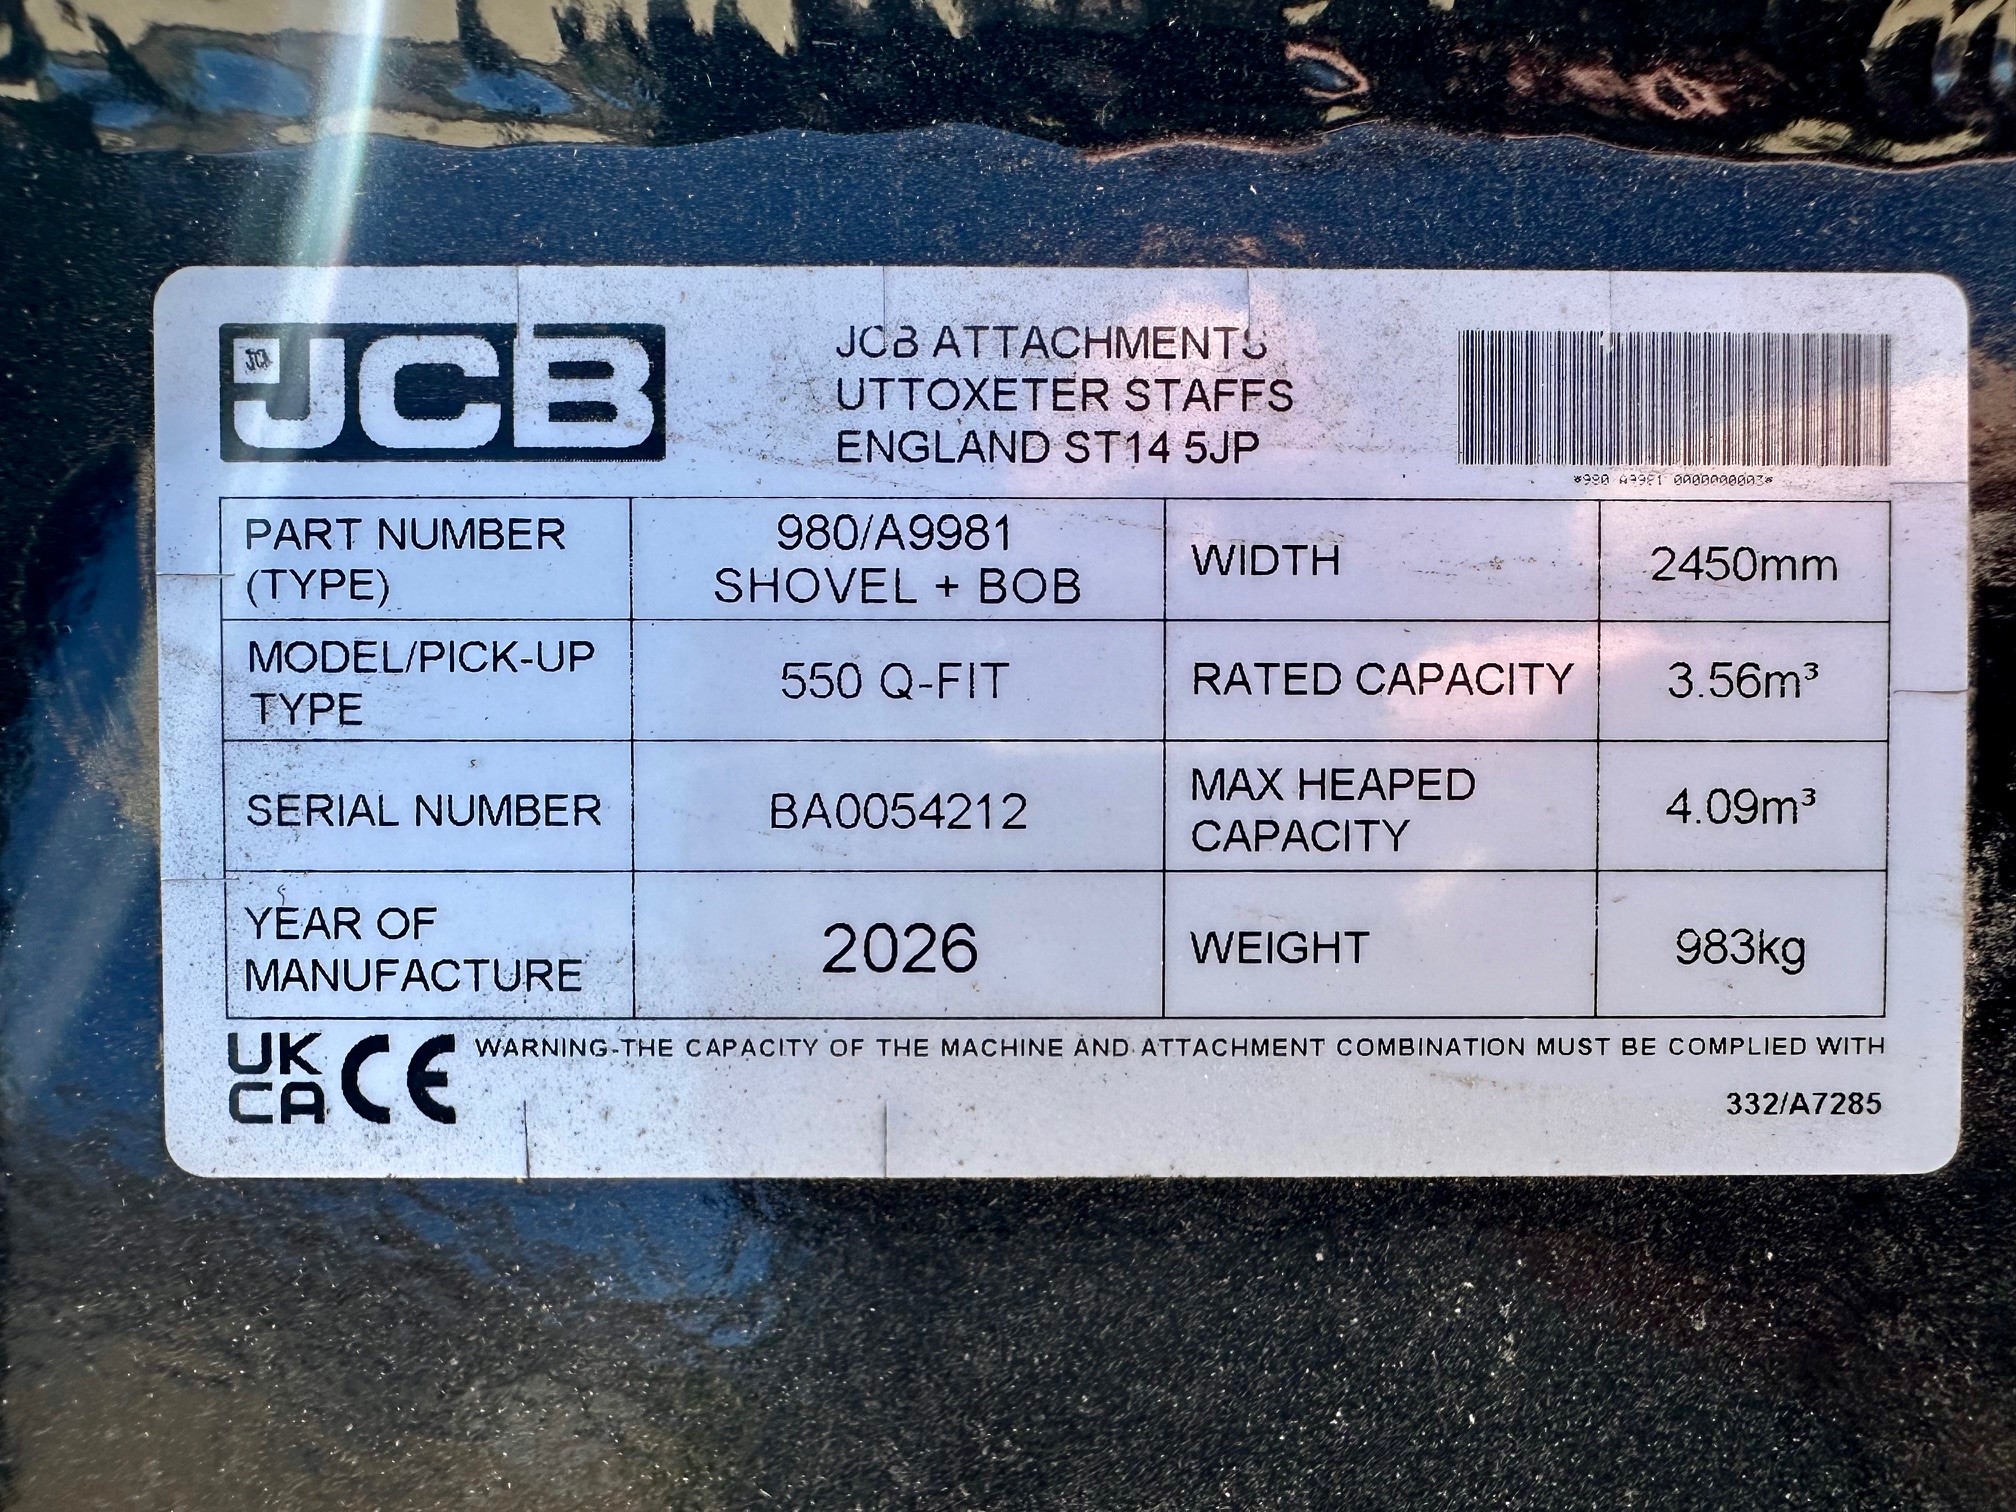 JCB
JCB ATTACHMENTS
UTTOXETER STAFFS
ENGLAND ST14 5JP
*980 A9981 0000000003*
PART NUMBER
(TYPE)
980/A9981
SHOVEL + BOB
WIDTH
2450mm
MODEL/PICK-UP
TYPE
550 Q-FIT
RATED CAPACITY
3.56m³
SERIAL NUMBER
BA0054212
MAX HEAPED
CAPACITY
4.09m³
YEAR OF
MANUFACTURE
2026
WEIGHT
983kg
UK
CA
CE
WARNING-THE CAPACITY OF THE MACHINE AND ATTACHMENT COMBINATION MUST BE COMPLIED WITH
332/A7285